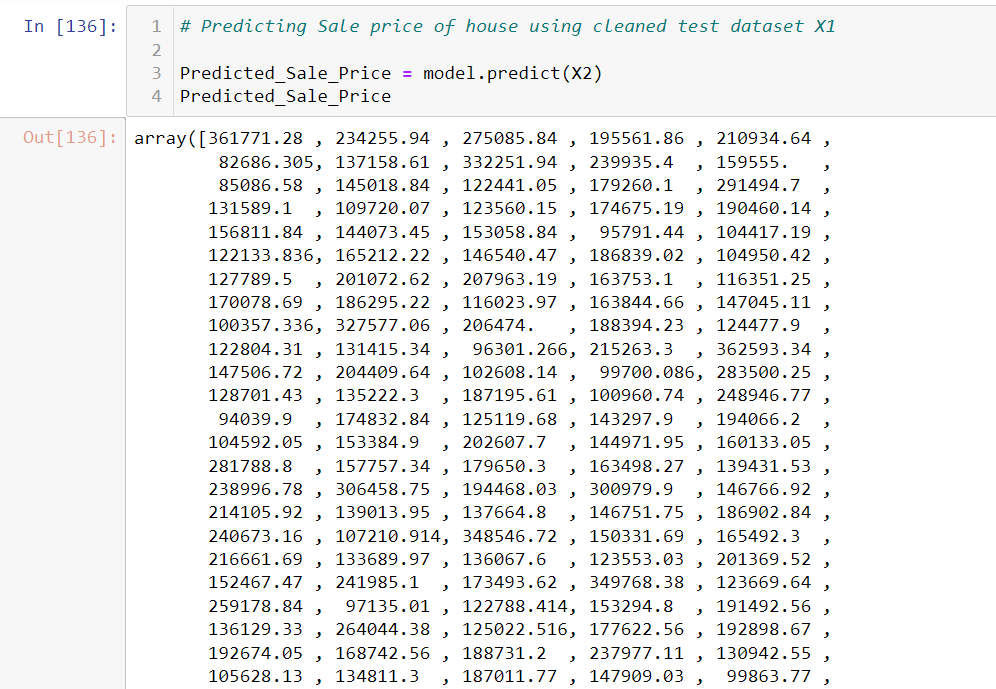 In [136]: 1 # Predicting Sale price of house using cleaned test dataset X1
2
3 Predicted_Sale_Price = model.predict(X2)
4 Predicted_Sale_Price
Out[136]: array([361771.28 , 234255.94 , 275085.84 , 195561.86 , 210934.64 ,
82686.305, 137158.61 , 332251.94 , 239935.4 , 159555. ,
85086.58 , 145018.84 , 122441.05 , 179260.1 , 291494.7 ,
131589.1 , 109720.07 , 123560.15 , 174675.19 , 190460.14 ,
156811.84 , 144073.45 , 153058.84 , 95791.44 , 104417.19 ,
122133.836, 165212.22 , 146540.47 , 186839.02 , 104950.42 ,
127789.5 , 201072.62 , 207963.19 , 163753.1 , 116351.25 ,
170078.69 , 186295.22 , 116023.97 , 163844.66 , 147045.11 ,
100357.336, 327577.06 , 206474. , 188394.23 , 124477.9 ,
122804.31 , 131415.34 , 96301.266, 215263.3 , 362593.34 ,
147506.72 , 204409.64 , 102608.14 , 99700.086, 283500.25 ,
128701.43 , 135222.3 , 187195.61 , 100960.74 , 248946.77 ,
94039.9 , 174832.84 , 125119.68 , 143297.9 , 194066.2 ,
104592.05 , 153384.9 , 202607.7 , 144971.95 , 160133.05 ,
281788.8 , 157757.34 , 179650.3 , 163498.27 , 139431.53 ,
238996.78 , 306458.75 , 194468.03 , 300979.9 , 146766.92 ,
214105.92 , 139013.95 , 137664.8 , 146751.75 , 186902.84 ,
240673.16 , 107210.914, 348546.72 , 150331.69 , 165492.3 ,
216661.69 , 133689.97 , 136067.6 , 123553.03 , 201369.52 ,
152467.47 , 241985.1 , 173493.62 , 349768.38 , 123669.64 ,
259178.84 , 97135.01 , 122788.414, 153294.8 , 191492.56 ,
136129.33 , 264044.38 , 125022.516, 177622.56 , 192898.67 ,
192674.05 , 168742.56 , 188731.2 , 237977.11 , 130942.55 ,
105628.13 , 134811.3 , 187011.77 , 147909.03 , 99863.77 ,